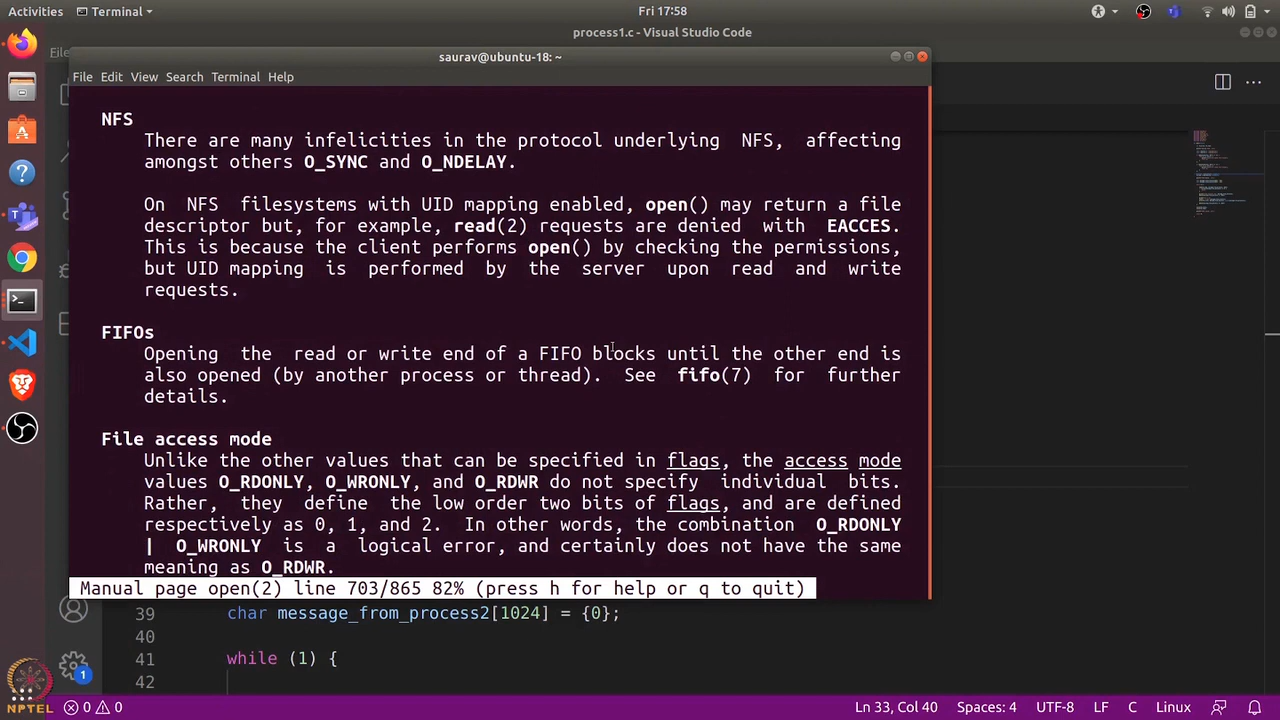 Activities Terminal Fri 17:58
process1.c - Visual Studio Code
saurav@ubuntu-18: ~
File Edit View Search Terminal Help
NFS
There are many infelicities in the protocol underlying NFS, affecting
amongst others O_SYNC and O_NDELAY.
On NFS filesystems with UID mapping enabled, open() may return a file
descriptor but, for example, read(2) requests are denied with EACCES.
This is because the client performs open() by checking the permissions,
but UID mapping is performed by the server upon read and write
requests.
FIFOs
Opening the read or write end of a FIFO blocks until the other end is
also opened (by another process or thread). See fifo(7) for further
details.
File access mode
Unlike the other values that can be specified in flags, the access mode
values O_RDONLY, O_WRONLY, and O_RDWR do not specify individual bits.
Rather, they define the low order two bits of flags, and are defined
respectively as 0, 1, and 2. In other words, the combination O_RDONLY
| O_WRONLY is a logical error, and certainly does not have the same
meaning as O_RDWR.
Manual page open(2) line 703/865 82% (press h for help or q to quit)
39 char message_from_process2[1024] = {0};
40
41 while (1) {
42
1
NPTEL
0 0 Ln 33, Col 40 Spaces: 4 UTF-8 LF C Linux